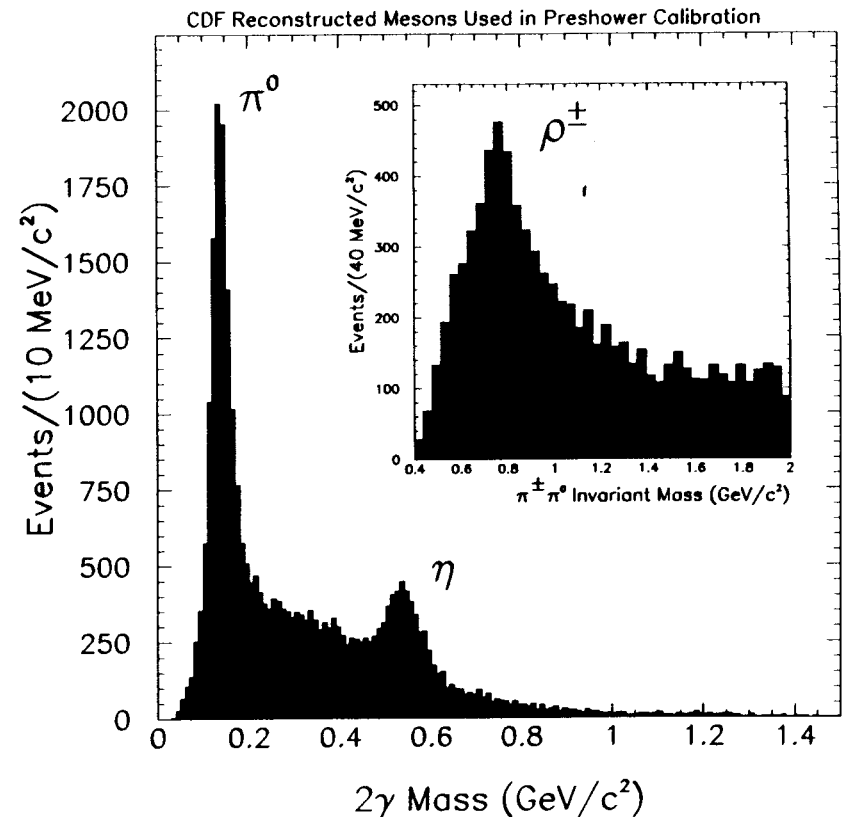 CDF Reconstructed Mesons Used in Preshower Calibration
Events/(10 MeV/c²)
2000
1750
1500
1250
1000
750
500
250
0
π⁰
η
0 0.2 0.4 0.6 0.8 1 1.2 1.4
2γ Mass (GeV/c²)
Events/(40 MeV/c²)
500
400
300
200
100
0
ρ±
0.4 0.6 0.8 1 1.2 1.4 1.6 1.8 2
π±π⁰ Invariant Mass (GeV/c²)